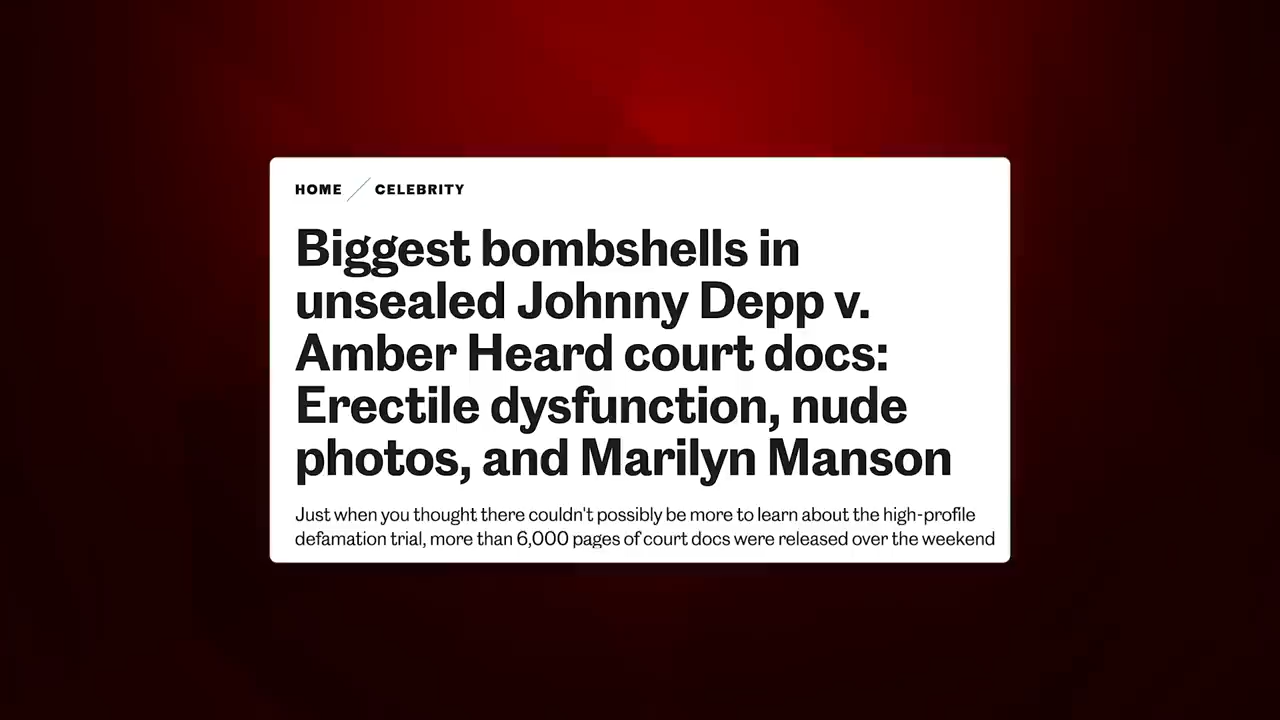 HOME / CELEBRITY
Biggest bombshells in
unsealed Johnny Depp v.
Amber Heard court docs:
Erectile dysfunction, nude
photos, and Marilyn Manson
Just when you thought there couldn't possibly be more to learn about the high-profile
defamation trial, more than 6,000 pages of court docs were released over the weekend